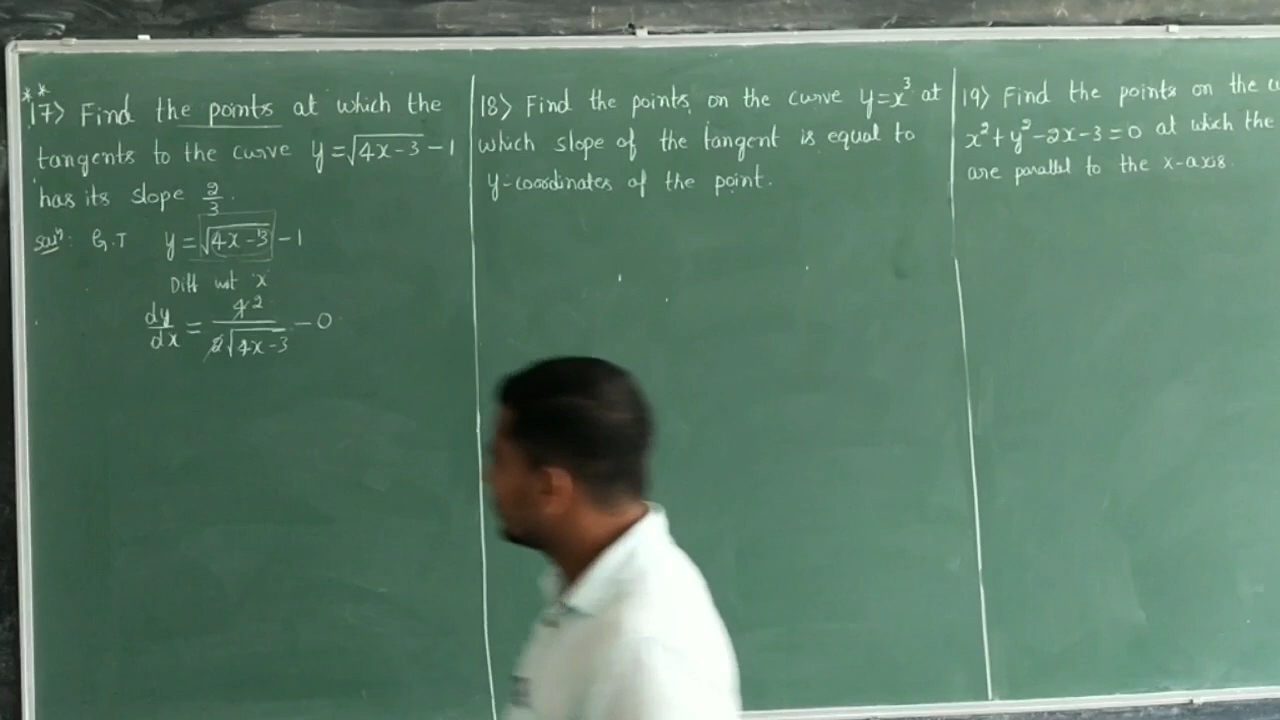 **
17> Find the points at which the
tangents to the curve y=√4x-3 -1
has its slope 2/3.
Sol: G.T y=√4x-3 -1
Diff wrt 'x'
dy/dx = 4 2/2√4x-3 - 0
18> Find the points, on the curve y=x³ at
which slope of the tangent is equal to
y-coordinates of the point.
19> Find the points on the
x²+y²-2x-3=0 at which the
are parallel to the x-axis.